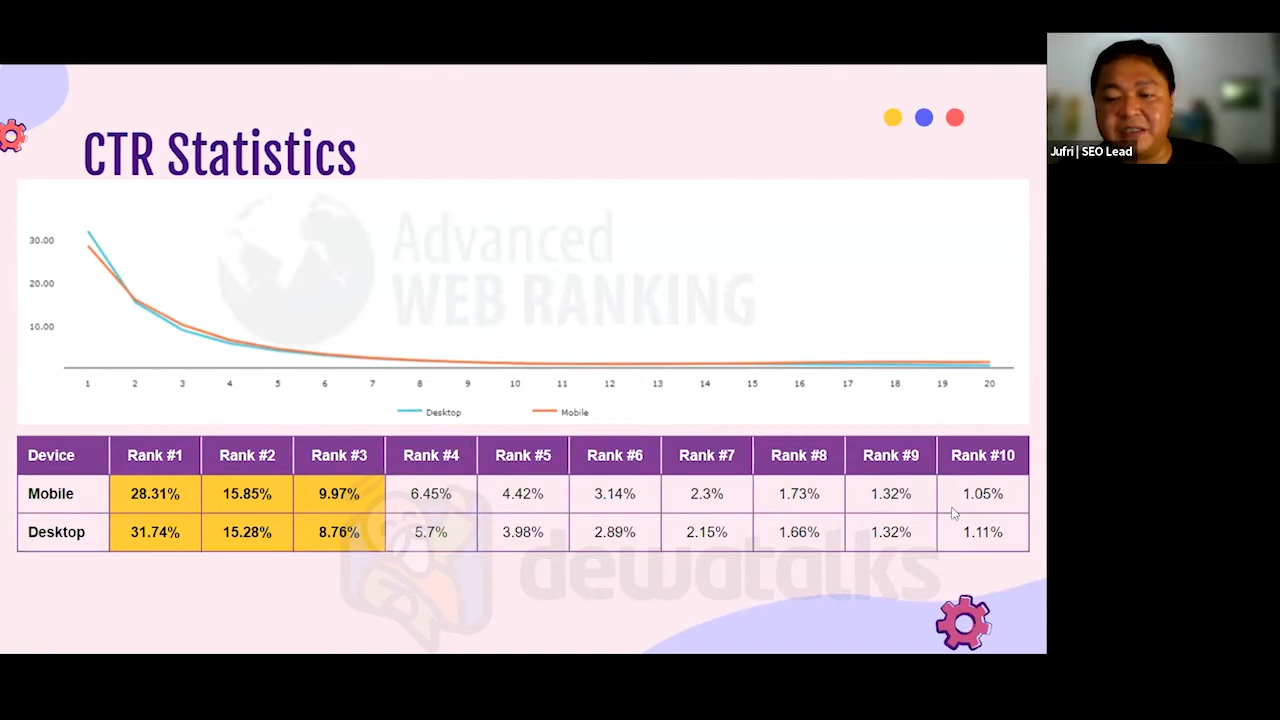 CTR Statistics
Jufri | SEO Lead
Advanced
WEB RANKING
30.00
20.00
10.00
1 2 3 4 5 6 7 8 9 10 11 12 13 14 15 16 17 18 19 20
Desktop Mobile
Device Rank #1 Rank #2 Rank #3 Rank #4 Rank #5 Rank #6 Rank #7 Rank #8 Rank #9 Rank #10
Mobile 28.31% 15.85% 9.97% 6.45% 4.42% 3.14% 2.3% 1.73% 1.32% 1.05%
Desktop 31.74% 15.28% 8.76% 5.7% 3.98% 2.89% 2.15% 1.66% 1.32% 1.11%
dewatalks